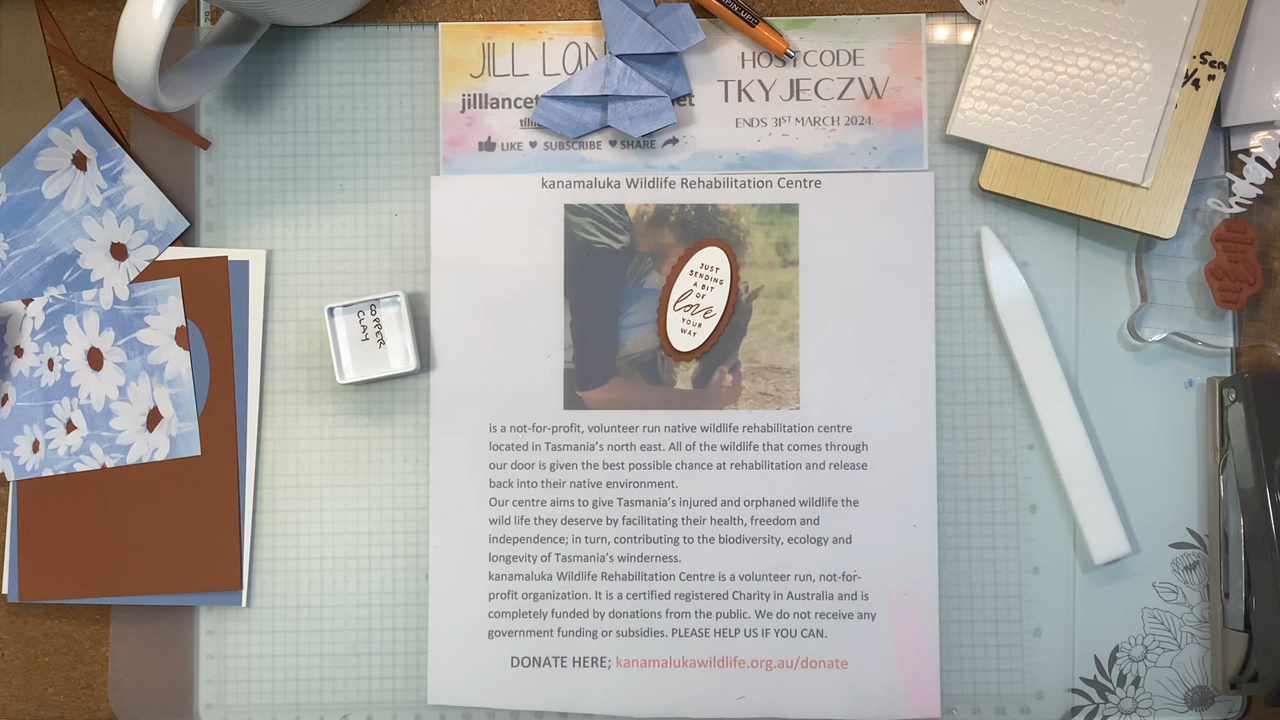 JILL LAN
HOSTCODE
TKYJECZW
jilllancet
et
ENDS 31ST MARCH 2024.
LIKE ♥ SUBSCRIBE ♥ SHARE
kanamaluka Wildlife Rehabilitation Centre
JUST
SENDING
A BIT
OF
love
YOUR
WAY
COPPER
CLAY
is a not-for-profit, volunteer run native wildlife rehabilitation centre
located in Tasmania's north east. All of the wildlife that comes through
our door is given the best possible chance at rehabilitation and release
back into their native environment.
Our centre aims to give Tasmania's injured and orphaned wildlife the
wild life they deserve by facilitating their health, freedom and
independence; in turn, contributing to the biodiversity, ecology and
longevity of Tasmania's winderness.
kanamaluka Wildlife Rehabilitation Centre is a volunteer run, not-for-
profit organization. It is a certified registered Charity in Australia and is
completely funded by donations from the public. We do not receive any
government funding or subsidies. PLEASE HELP US IF YOU CAN.
DONATE HERE; kanamalukawildlife.org.au/donate